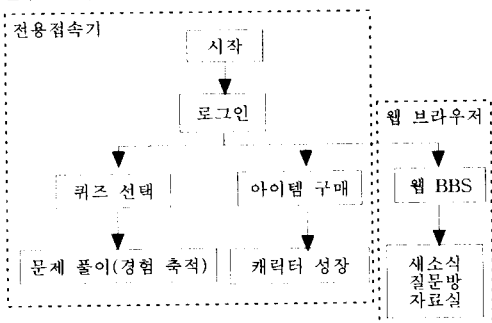 전용접속기
시작
로그인
웹 브라우저
퀴즈 선택
아이템 구매
웹 BBS
문제 풀이(경험 축적)
캐릭터 성장
새소식
질문방
자료실